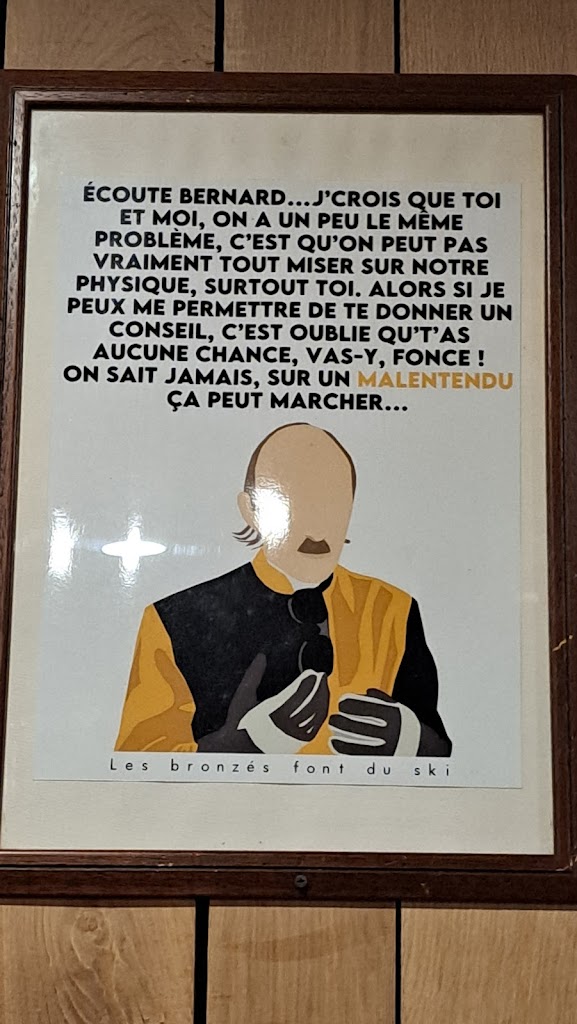 ÉCOUTE BERNARD...J'CROIS QUE TOI
ET MOI, ON A UN PEU LE MÊME
PROBLÈME, C'EST QU'ON PEUT PAS
VRAIMENT TOUT MISER SUR NOTRE
PHYSIQUE, SURTOUT TOI. ALORS SI JE
PEUX ME PERMETTRE DE TE DONNER UN
CONSEIL, C'EST OUBLIE QU'T'AS
AUCUNE CHANCE, VAS-Y, FONCE !
ON SAIT JAMAIS, SUR UN MALENTENDU
ÇA PEUT MARCHER...
Les bronzés font du ski